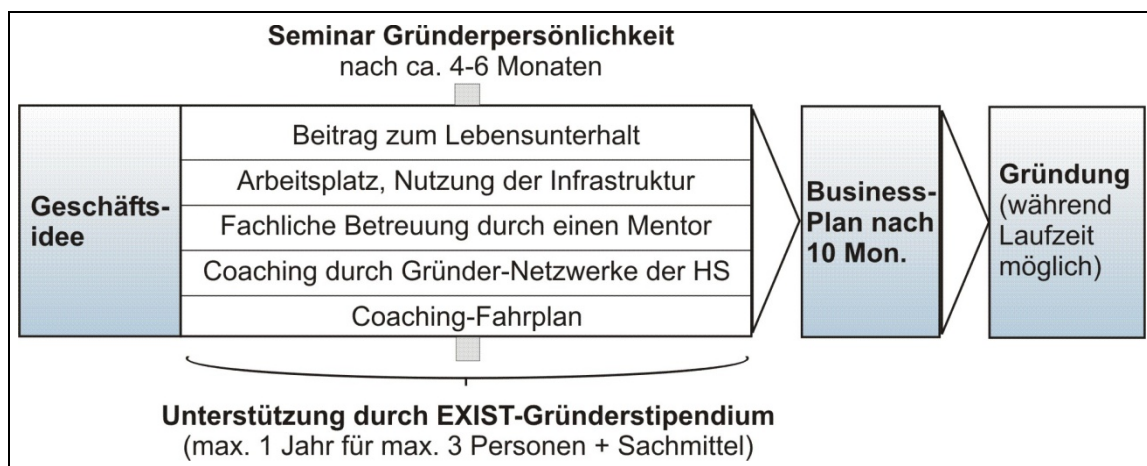 Seminar Gründerpersönlichkeit
nach ca. 4-6 Monaten
Geschäfts-
idee
Beitrag zum Lebensunterhalt
Arbeitsplatz, Nutzung der Infrastruktur
Fachliche Betreuung durch einen Mentor
Coaching durch Gründer-Netzwerke der HS
Coaching-Fahrplan
Business-
Plan nach
10 Mon.
Gründung
(während
Laufzeit
möglich)
Unterstützung durch EXIST-Gründerstipendium
(max. 1 Jahr für max. 3 Personen + Sachmittel)